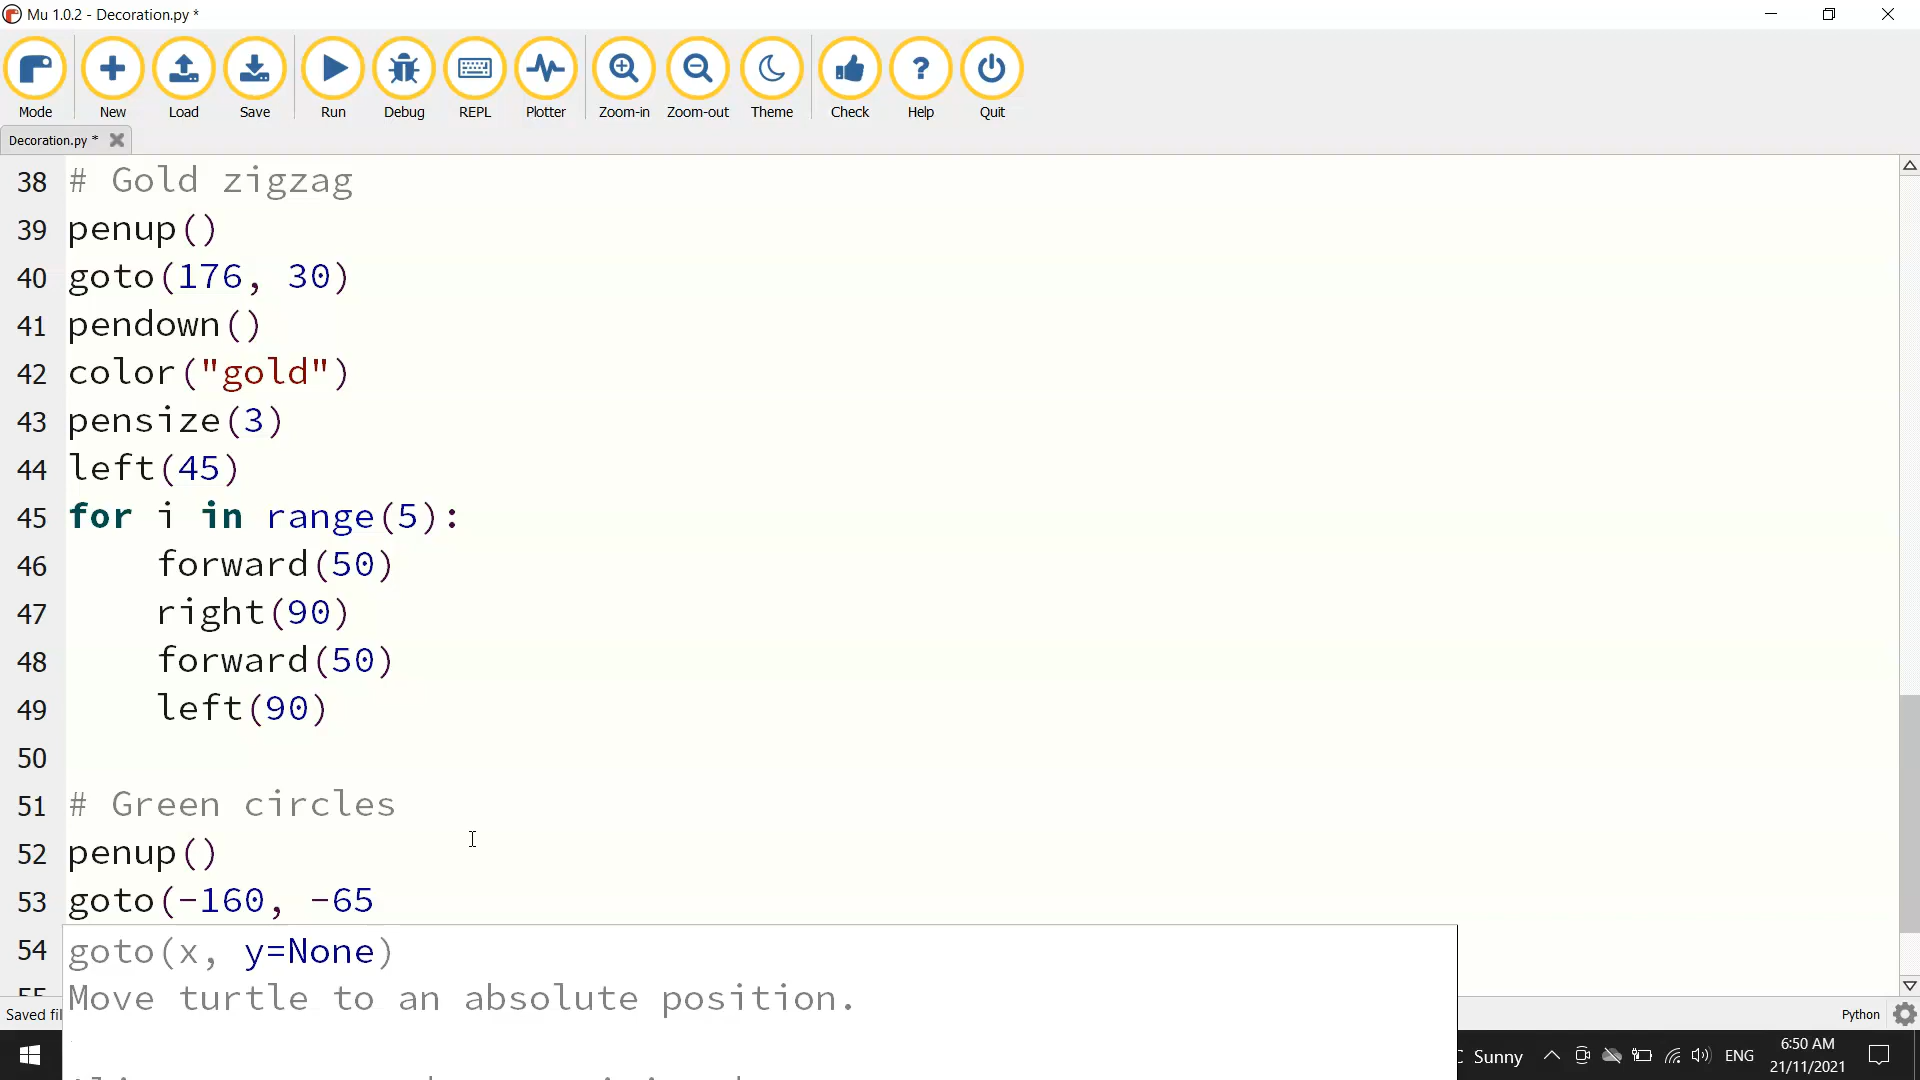 Mu 1.0.2 - Decoration.py *
Mode New Load Save Run Debug REPL Plotter Zoom-in Zoom-out Theme Check Help Quit
Decoration.py *
38 # Gold zigzag
39 penup()
40 goto(176, 30)
41 pendown()
42 color("gold")
43 pensize(3)
44 left(45)
45 for i in range(5):
46 forward(50)
47 right(90)
48 forward(50)
49 left(90)
50
51 # Green circles
52 penup()
53 goto(-160, -65
54 goto(x, y=None)
Move turtle to an absolute position.
Saved
Python
Sunny
ENG
6:50 AM
21/11/2021